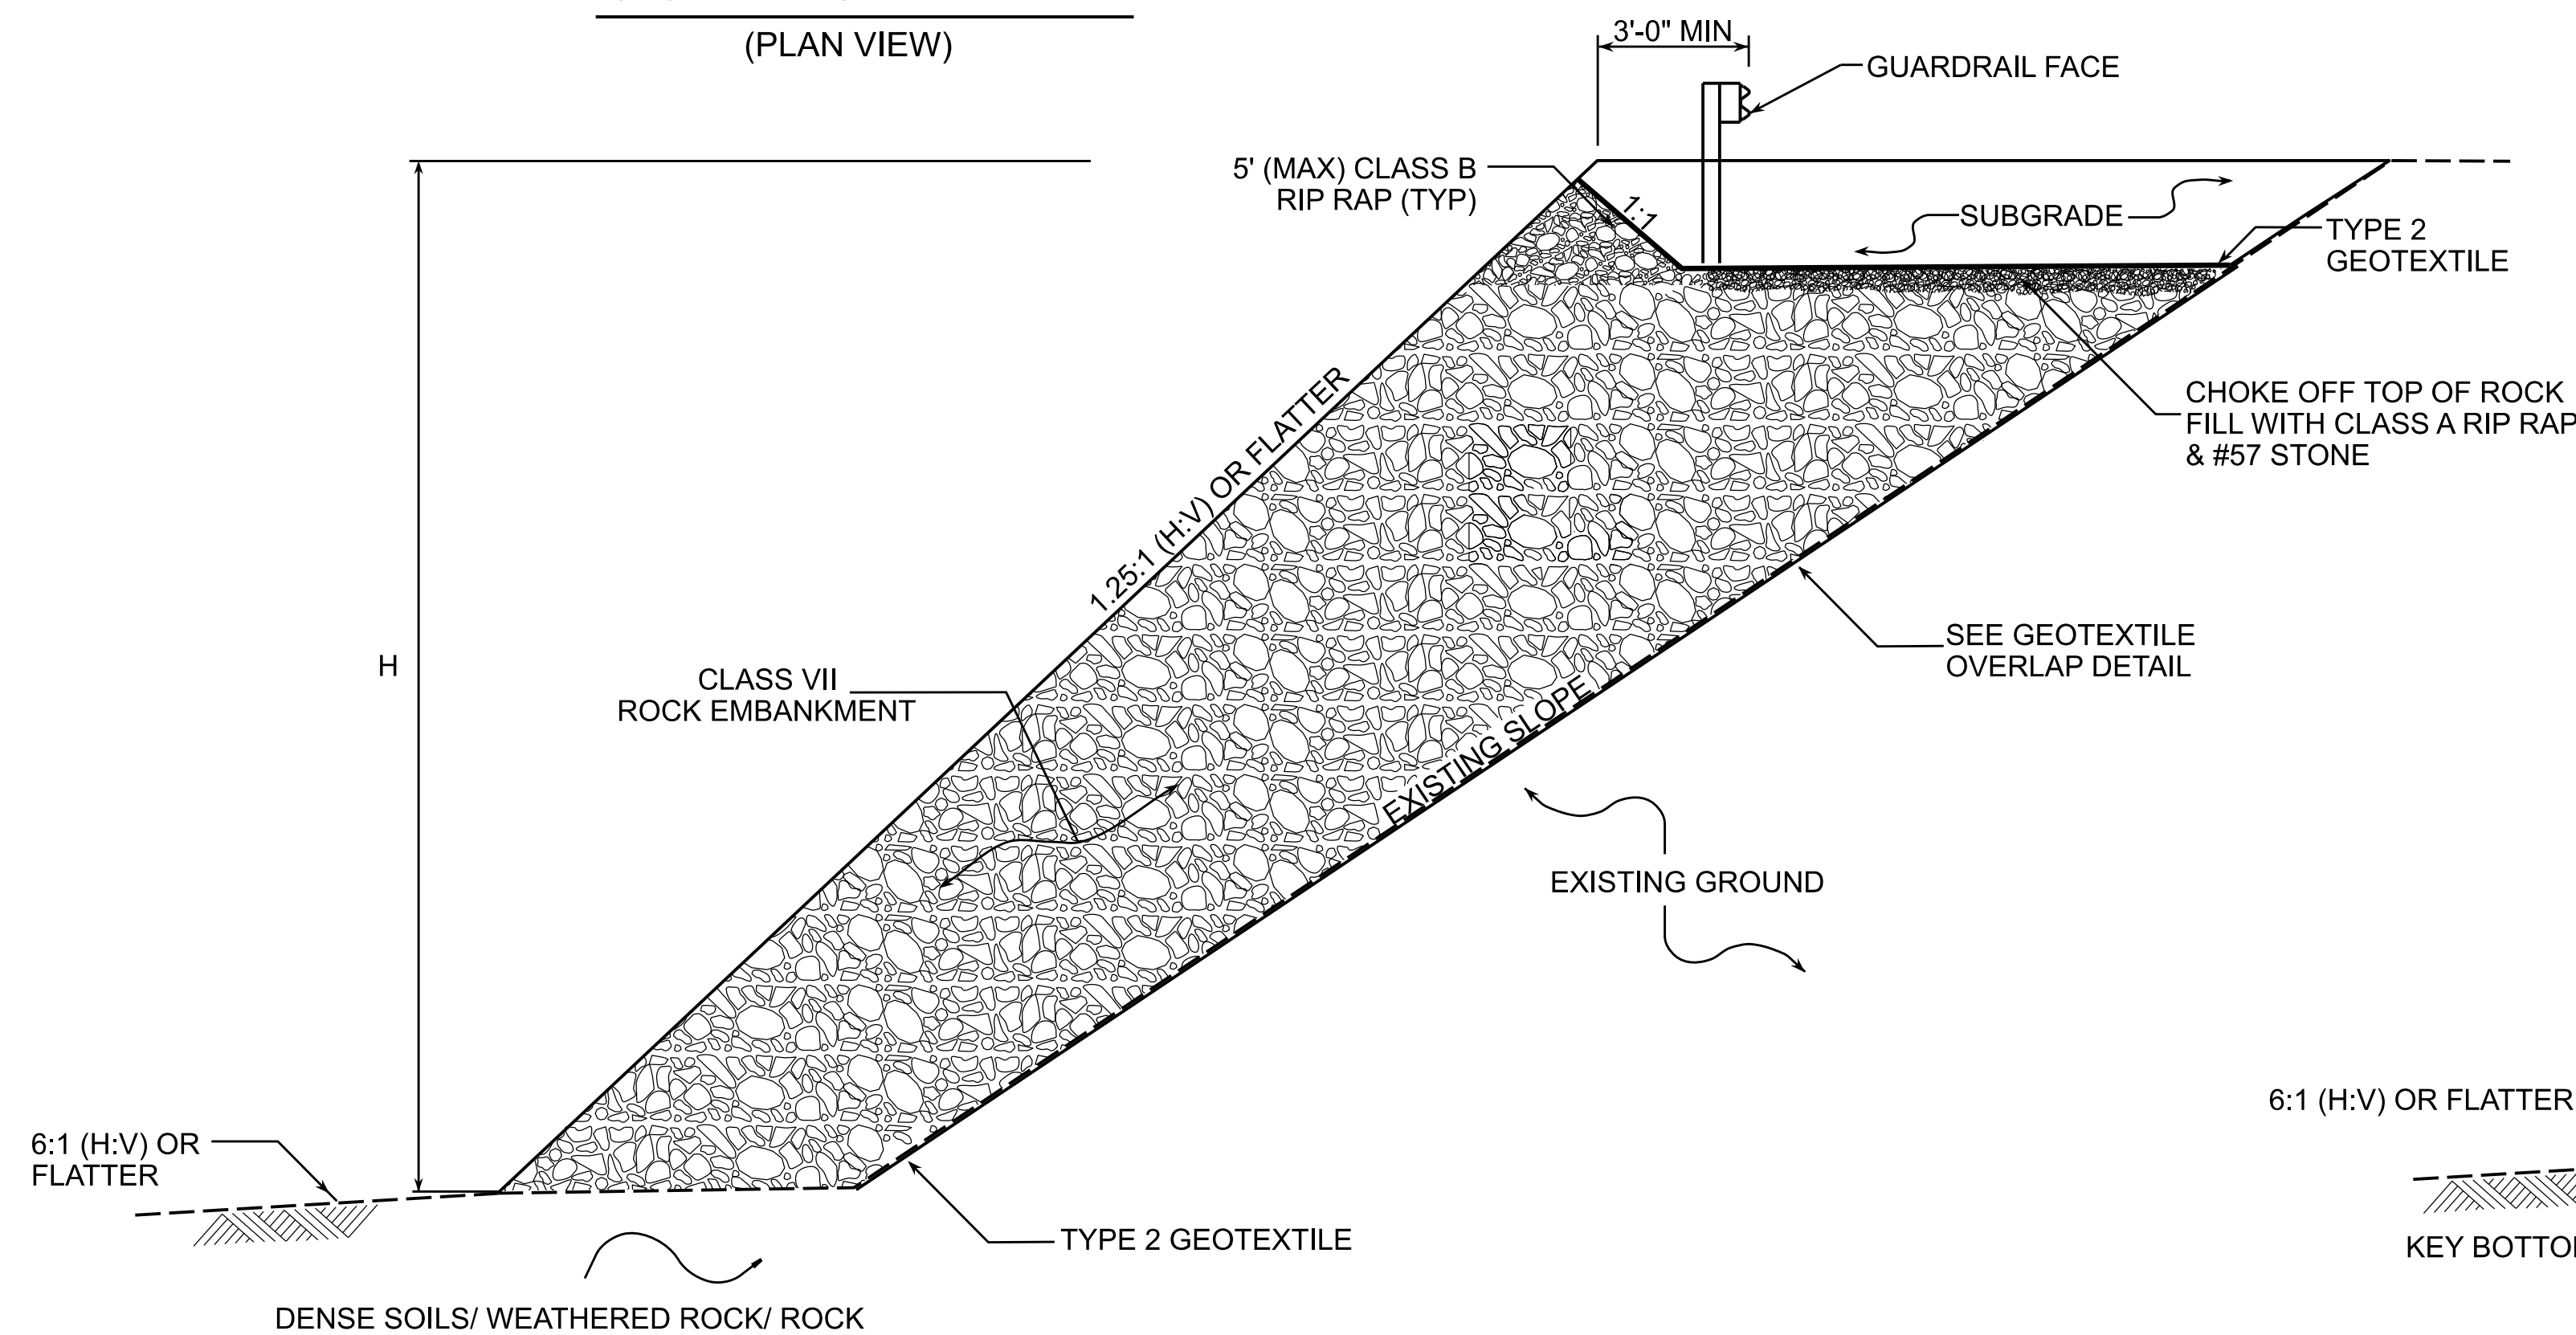 (PLAN VIEW)
3'-0" MIN
GUARDRAIL FACE
5' (MAX) CLASS B
RIP RAP (TYP)
1:1
SUBGRADE
TYPE 2
GEOTEXTILE
CHOKE OFF TOP OF ROCK
FILL WITH CLASS A RIP RAP
& #57 STONE
1.25:1 (H:V) OR FLATTER
H
SEE GEOTEXTILE
OVERLAP DETAIL
CLASS VII
ROCK EMBANKMENT
EXISTING SLOPE
EXISTING GROUND
6:1 (H:V) OR FLATTER
6:1 (H:V) OR
FLATTER
TYPE 2 GEOTEXTILE
KEY
DENSE SOILS/ WEATHERED ROCK/ ROCK